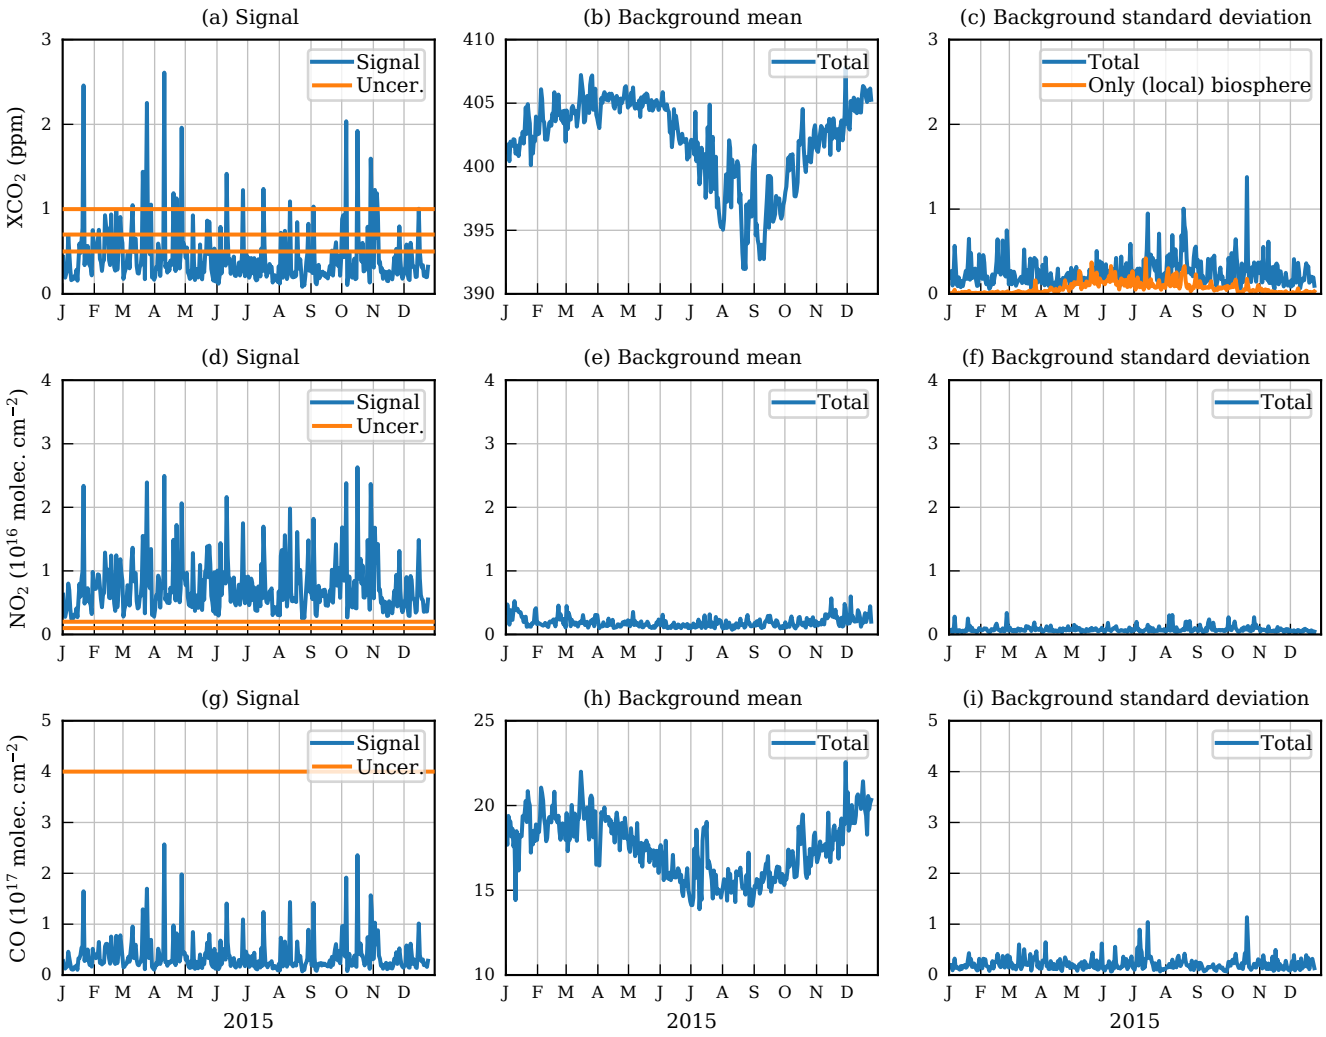 (a) Signal
(b) Background mean
(c) Background standard deviation
XCO₂ (ppm)
3
2
1
0
Signal
Uncer.
J F M A M J J A S O N D
410
405
400
395
390
Total
J F M A M J J A S O N D
3
2
1
0
Total
Only (local) biosphere
J F M A M J J A S O N D
(d) Signal
(e) Background mean
(f) Background standard deviation
NO₂ (10¹⁶ molec. cm⁻²)
4
3
2
1
0
Signal
Uncer.
J F M A M J J A S O N D
4
3
2
1
0
Total
J F M A M J J A S O N D
4
3
2
1
0
Total
J F M A M J J A S O N D
(g) Signal
(h) Background mean
(i) Background standard deviation
CO (10¹⁷ molec. cm⁻²)
5
4
3
2
1
0
Signal
Uncer.
J F M A M J J A S O N D
2015
25
20
15
10
Total
J F M A M J J A S O N D
2015
5
4
3
2
1
0
Total
J F M A M J J A S O N D
2015